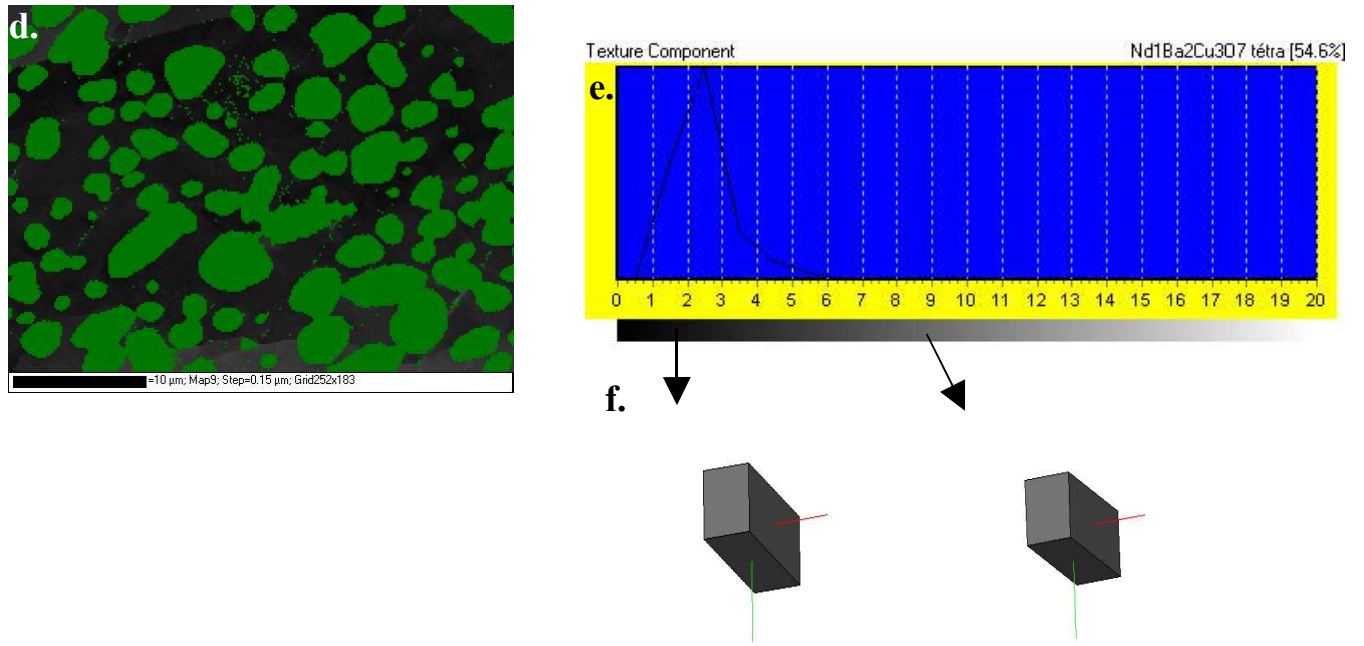 d.
=10 µm; Map9; Step=0.15 µm; Grid252x183
Texture Component Nd1Ba2Cu3O7 tétra [54.6%]
e.
0 1 2 3 4 5 6 7 8 9 10 11 12 13 14 15 16 17 18 19 20
f.